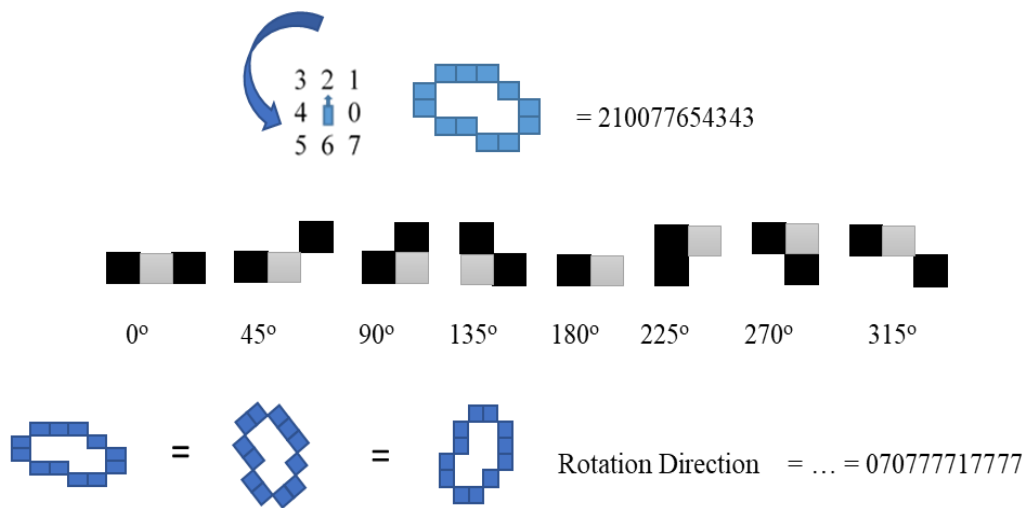 3 2 1
4 0
5 6 7
= 210077654343
0º 45º 90º 135º 180º 225º 270º 315º
= = Rotation Direction = ... = 070777717777